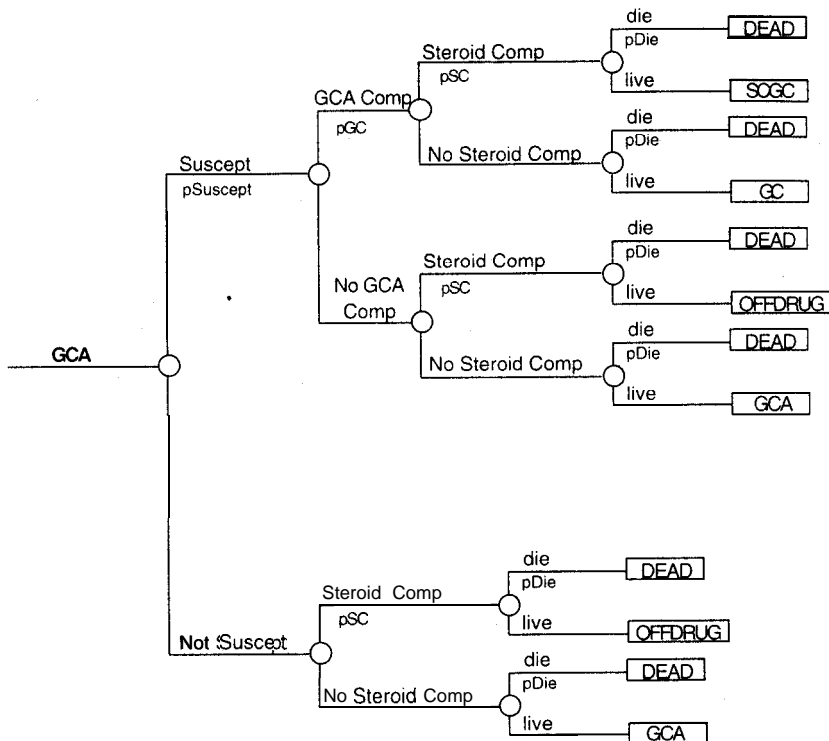 die
DEAD
pDie
Steroid Comp
pSC
live
SCGC
GCA Comp
pGC
die
DEAD
pDie
No Steroid Comp
live
GC
Suscept
pSuscept
die
DEAD
pDie
Steroid Comp
pSC
live
OFFDRUG
No GCA
Comp
die
DEAD
pDie
No Steroid Comp
live
GCA
GCA
die
DEAD
pDie
Steroid Comp
pSC
live
OFFDRUG
Not Suscept
die
DEAD
pDie
No Steroid Comp
live
GCA